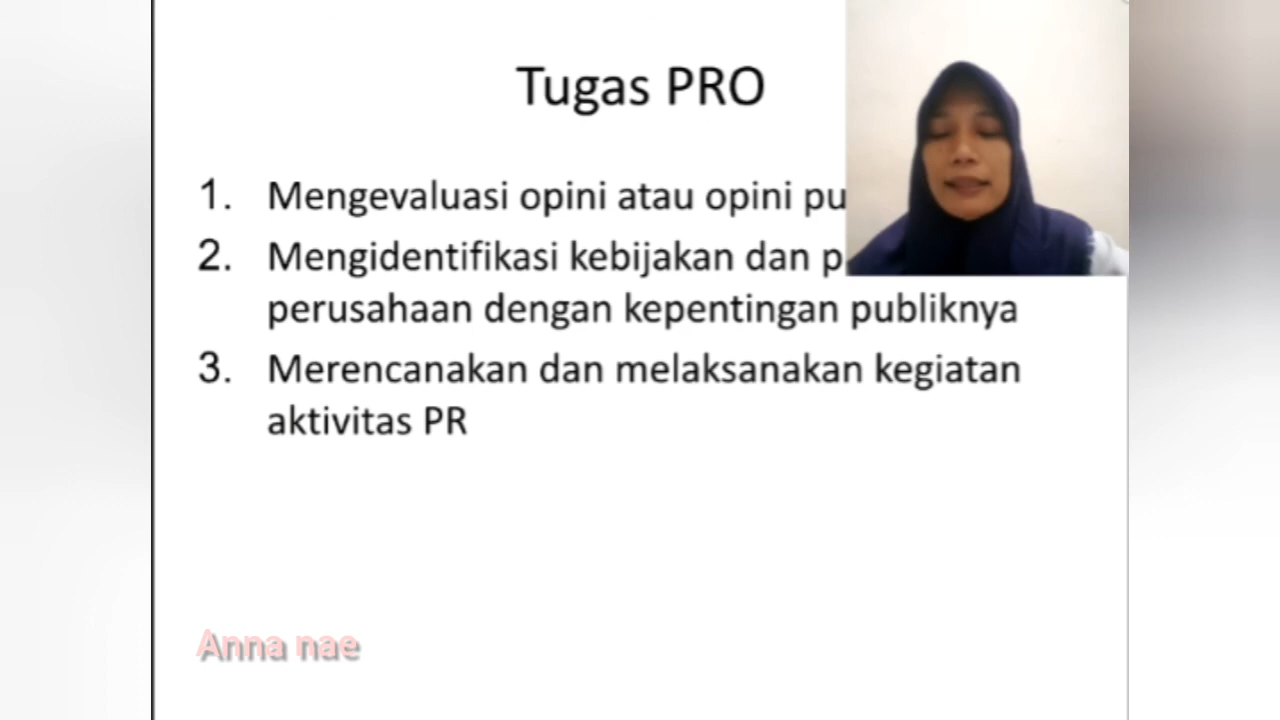 Tugas PRO
1. Mengevaluasi opini atau opini
2. Mengidentifikasi kebijakan dan
perusahaan dengan kepentingan publiknya
3. Merencanakan dan melaksanakan kegiatan
aktivitas PR
Anna nae